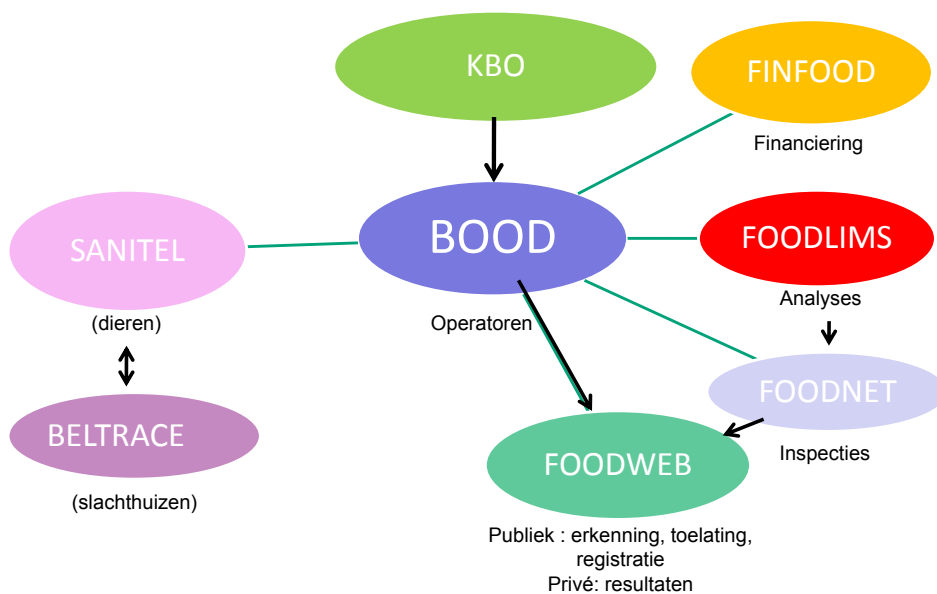 KBO
FINFOOD
Financiering
BOOD
Operatoren
SANITEL
(dieren)
FOODLIMS
Analyses
BELTRACE
(slachthuizen)
FOODNET
Inspecties
FOODWEB
Publiek : erkenning, toelating,
registratie
Privé: resultaten